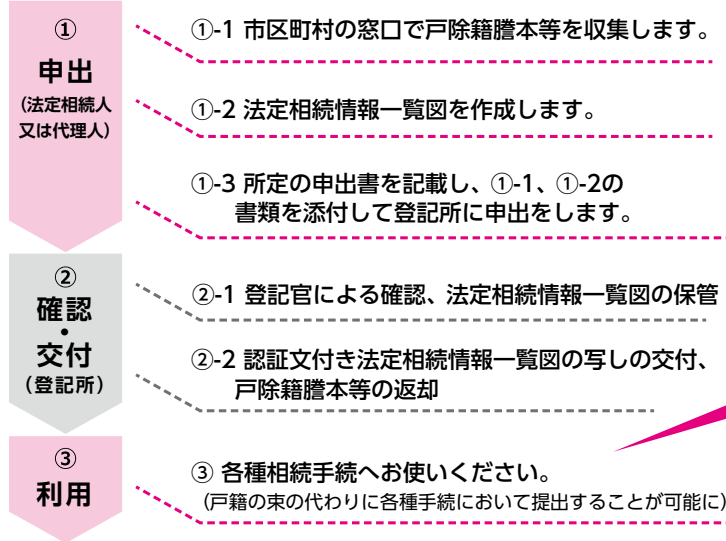 ①
申出
(法定相続人
又は代理人)
①-1 市区町村の窓口で戸除籍謄本等を収集します。
①-2 法定相続情報一覧図を作成します。
①-3 所定の申出書を記載し、①-1、①-2の
書類を添付して登記所に申出をします。
②
確認
・
交付
(登記所)
②-1 登記官による確認、法定相続情報一覧図の保管
②-2 認証文付き法定相続情報一覧図の写しの交付、
戸除籍謄本等の返却
③
利用
③ 各種相続手続へお使いください。
(戸籍の束の代わりに各種手続において提出することが可能に)